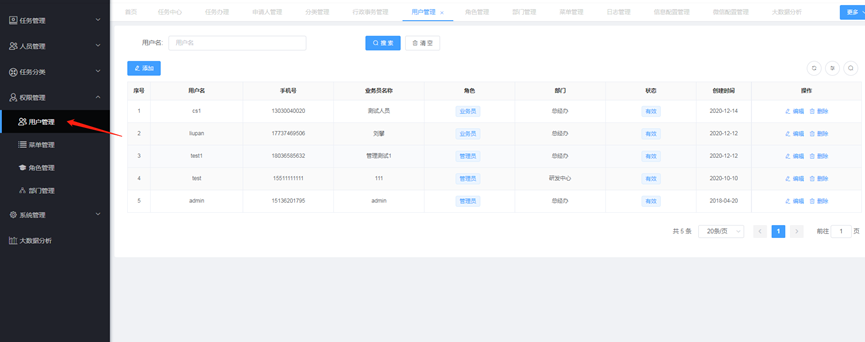 任务管理
人员管理
任务分类
权限管理
用户管理
菜单管理
角色管理
部门管理
系统管理
大数据分析
首页 任务中心 任务办理 申请人管理 分类管理 行政事务管理 用户管理 × 角色管理 部门管理 菜单管理 日志管理 信息配置管理 微信配置管理 大数据分析 更多
用户名: 用户名 搜索 清空
添加
序号 用户名 手机号 业务员名称 角色 部门 状态 创建时间 操作
1 cs1 13030040020 测试人员 业务员 总经办 有效 2020-12-14 编辑 删除
2 liupan 17737469506 业务员 总经办 有效 2020-12-12 编辑 删除
3 test1 18036585632 管理测试1 管理员 总经办 有效 2020-12-12 编辑 删除
4 test 15511111111 111 管理员 研发中心 有效 2020-10-10 编辑 删除
5 admin 15136201795 admin 管理员 总经办 有效 2018-04-20 编辑 删除
共 5 条 20条/页 1 前往 1 页